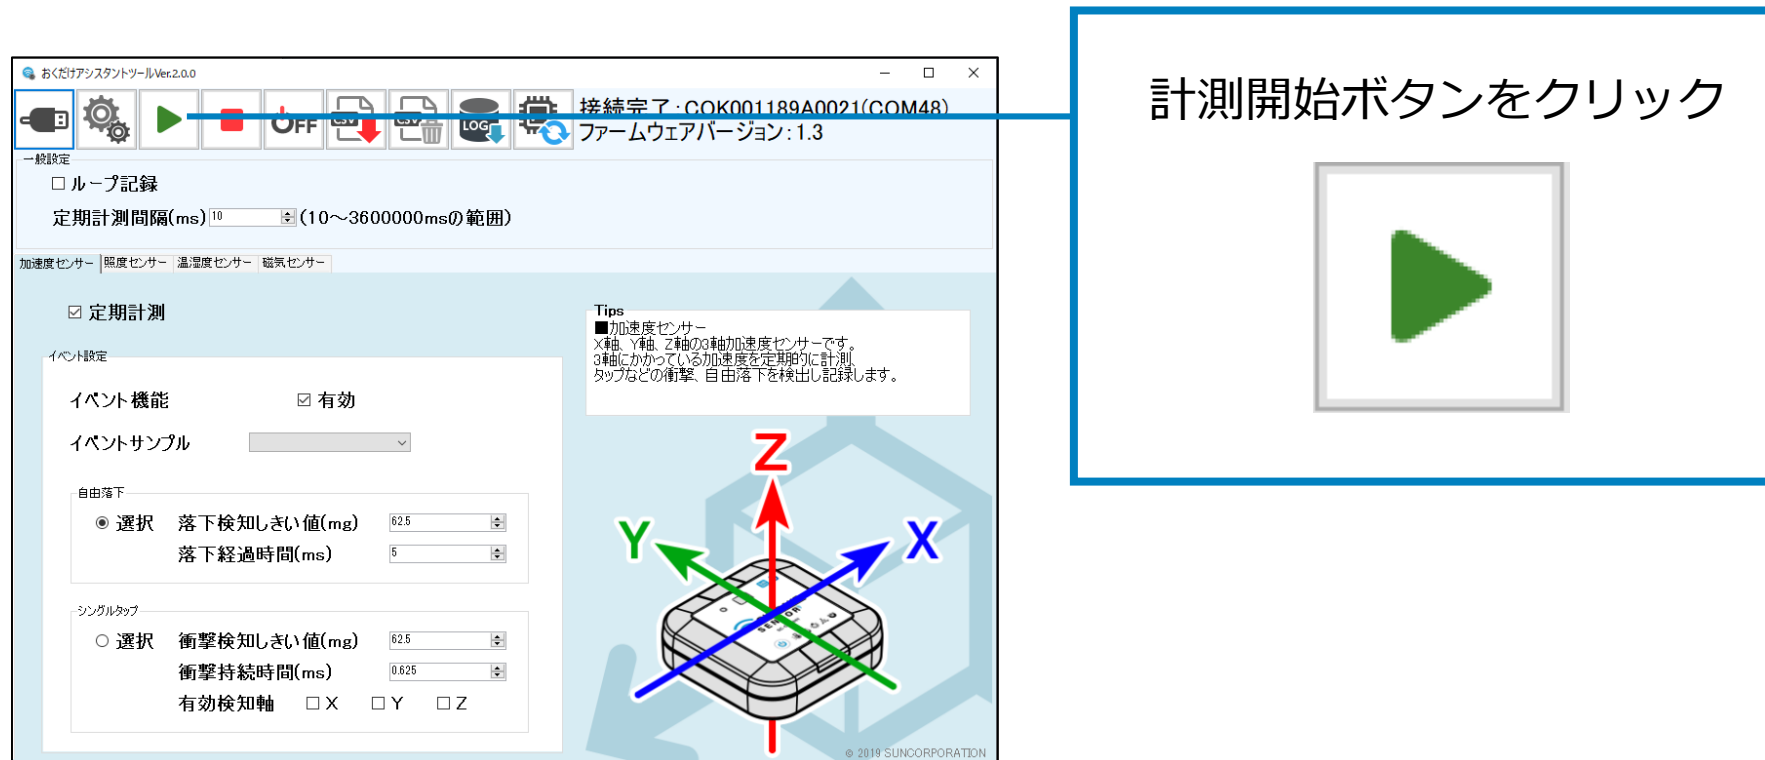 計測開始ボタンをクリック
おくだけアシスタントツールVer.2.0.0
OFF
CSV
CSV
LOG
接続完了:COK001189A0021(COM48)
ファームウェアバージョン:1.3
一般設定
ループ記録
定期計測間隔(ms) 10 (10～3600000msの範囲)
加速度センサー 照度センサー 温湿度センサー 磁気センサー
定期計測
イベント設定
イベント機能 有効
イベントサンプル
自由落下
選択 落下検知しきい値(mg) 62.5
落下経過時間(ms) 5
シングルタップ
選択 衝撃検知しきい値(mg) 62.5
衝撃持続時間(ms) 0.625
有効検知軸 X Y Z
Tips
■加速度センサー
X軸、Y軸、Z軸の3軸加速度センサーです。
3軸にかかっている加速度を定期的に計測、
タップなどの衝撃、自由落下を検出し記録します。
Z
Y
X
© 2019 SUNCORPORATION